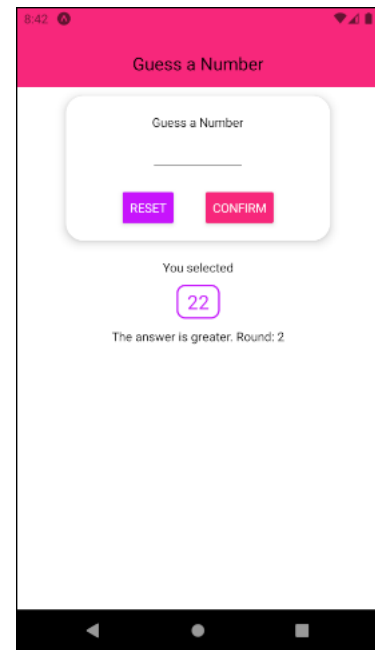 8:42
Guess a Number
Guess a Number
RESET CONFIRM
You selected
22
The answer is greater. Round: 2